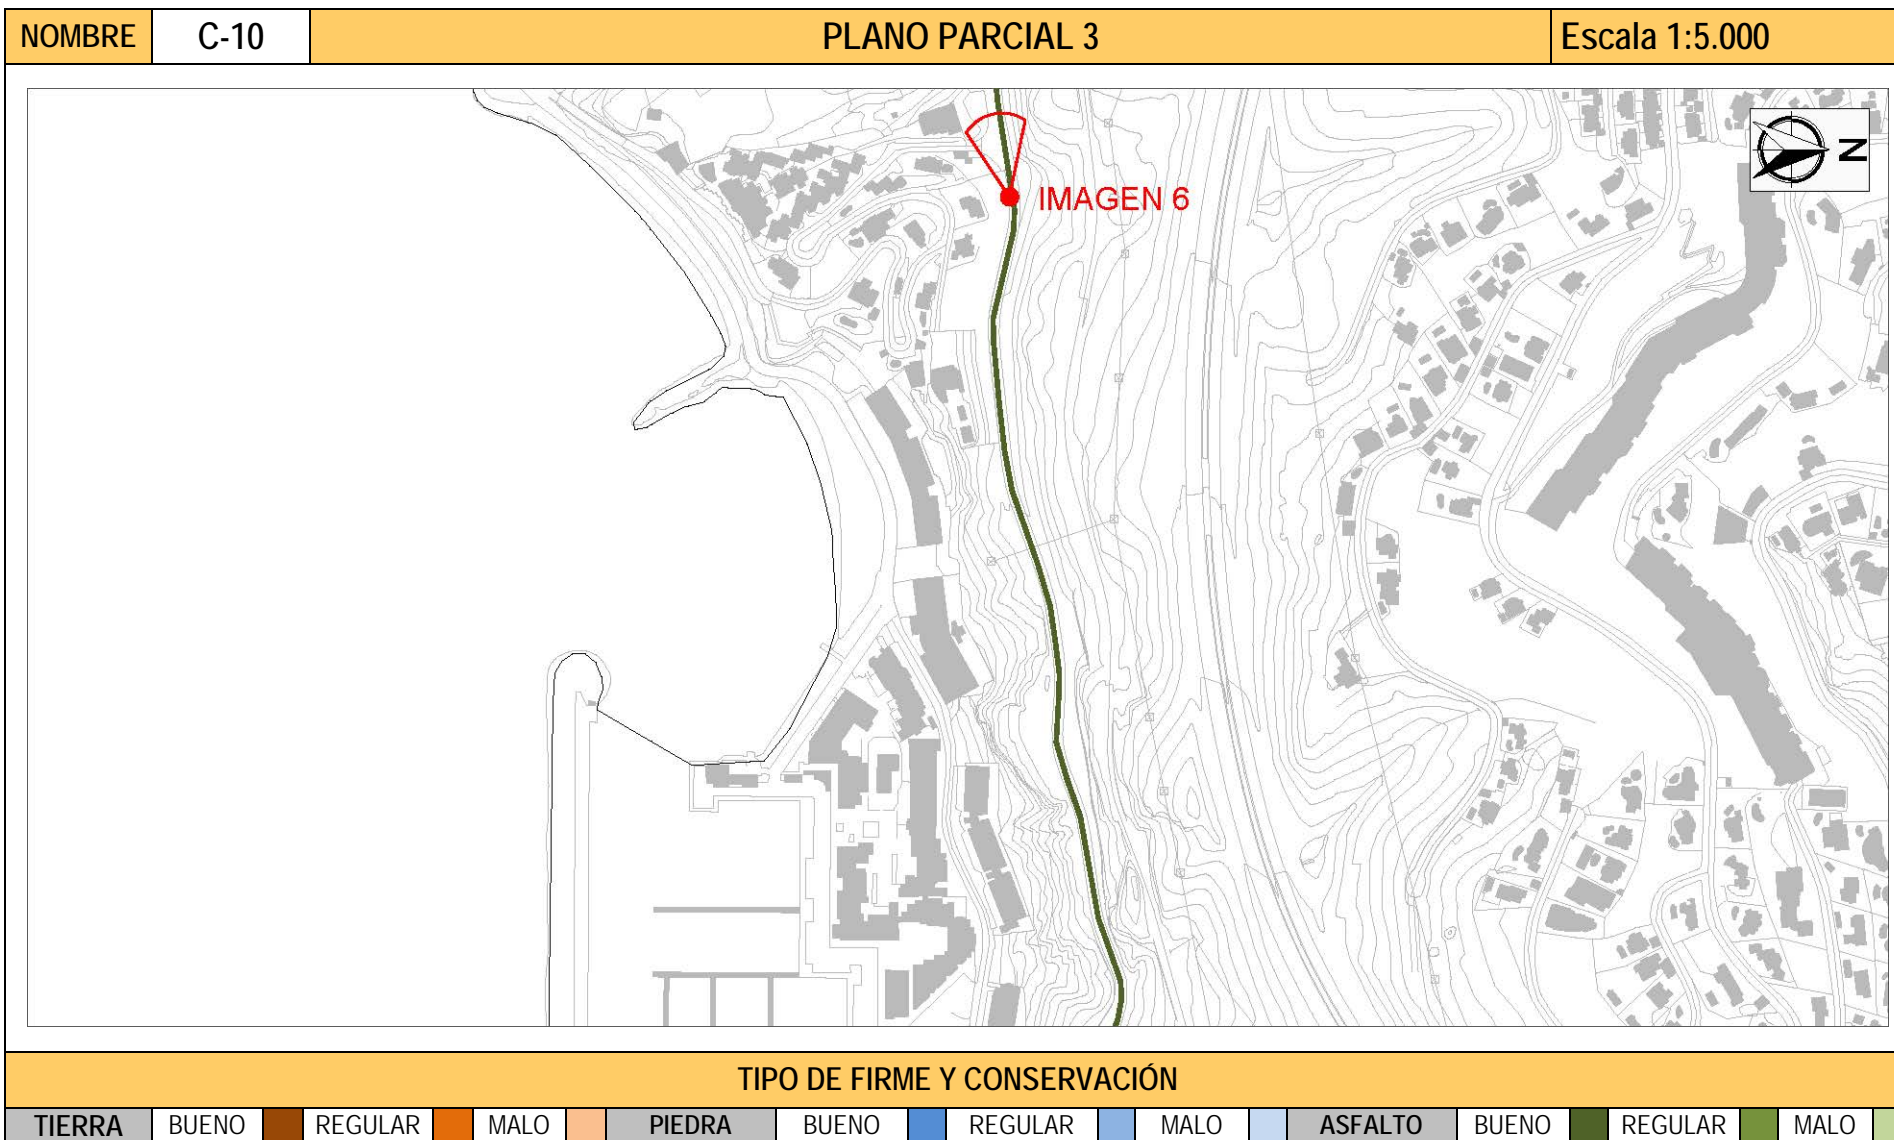 NOMBRE C-10 PLANO PARCIAL 3 Escala 1:5.000
N
IMAGEN 6
TIPO DE FIRME Y CONSERVACIÓN
TIERRA BUENO REGULAR MALO PIEDRA BUENO REGULAR MALO ASFALTO BUENO REGULAR MALO